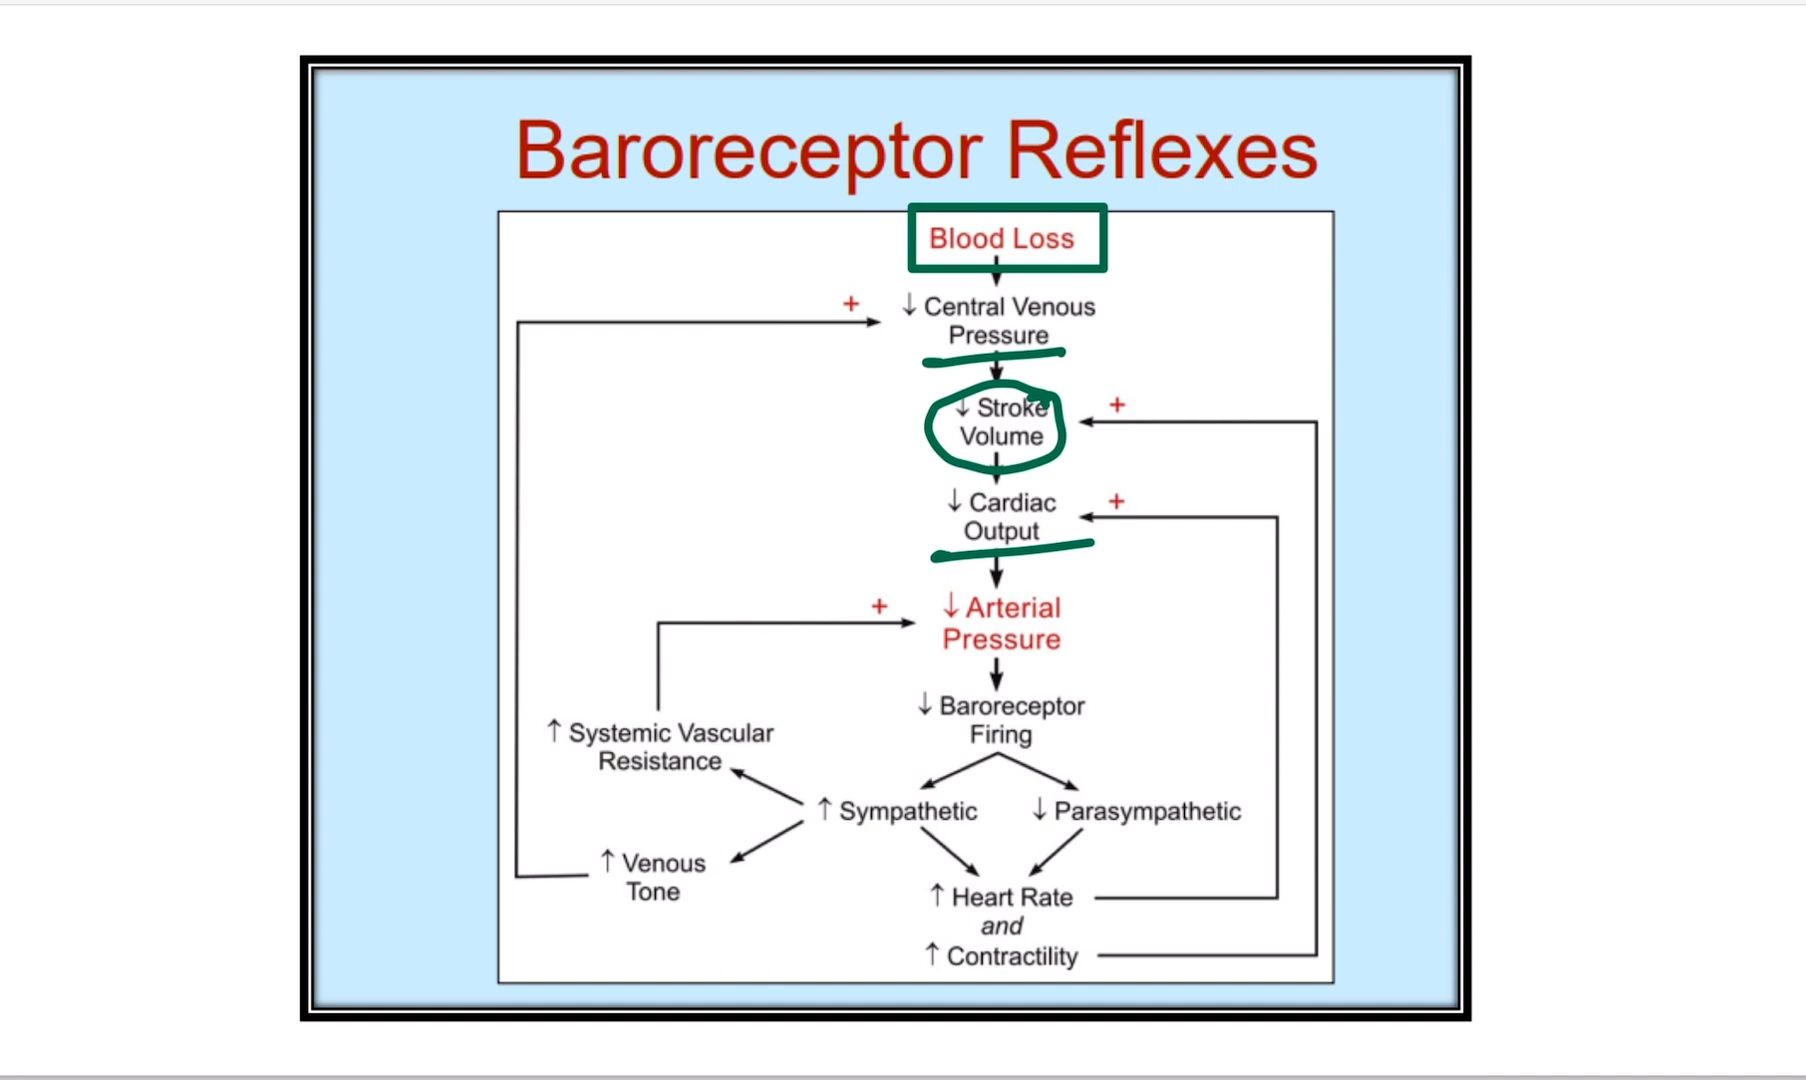 Baroreceptor Reflexes
Blood Loss
+
↓ Central Venous
Pressure
↓ Stroke
Volume
+
↓ Cardiac
Output
+
+
↓ Arterial
Pressure
↓ Baroreceptor
Firing
↑ Systemic Vascular
Resistance
↑ Sympathetic
↓ Parasympathetic
↑ Venous
Tone
↑ Heart Rate
and
↑ Contractility